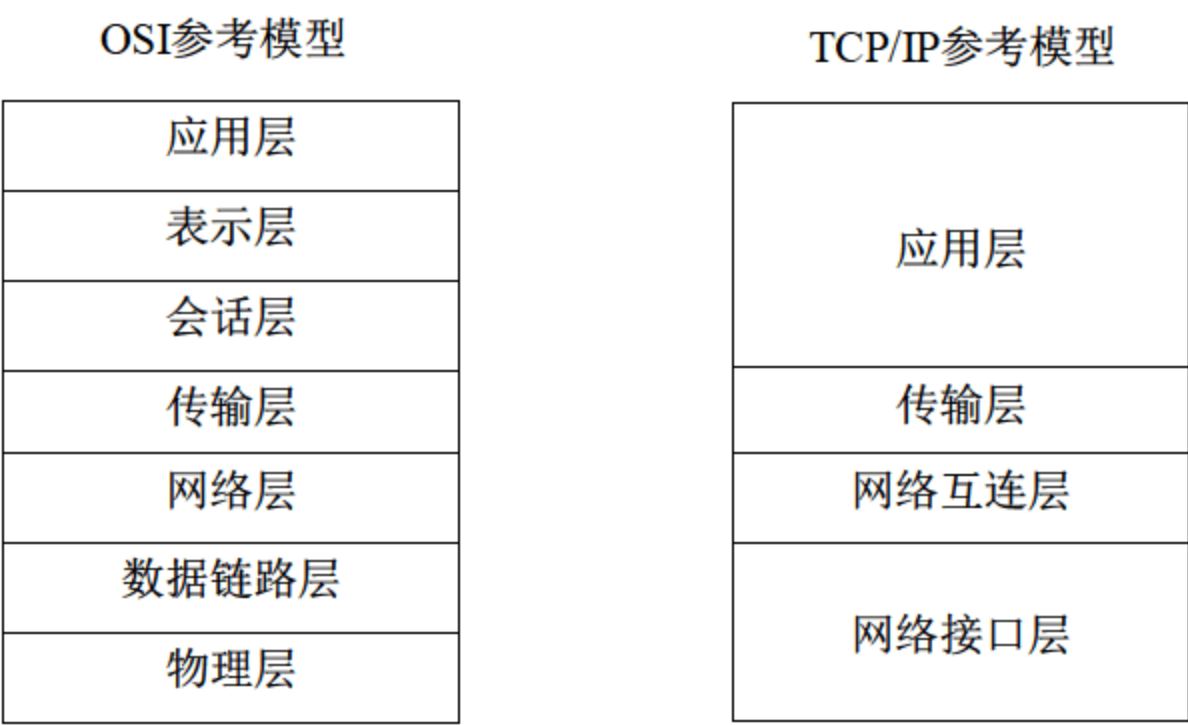 OSI参考模型
应用层
表示层
会话层
传输层
网络层
数据链路层
物理层
TCP/IP参考模型
应用层
传输层
网络互连层
网络接口层